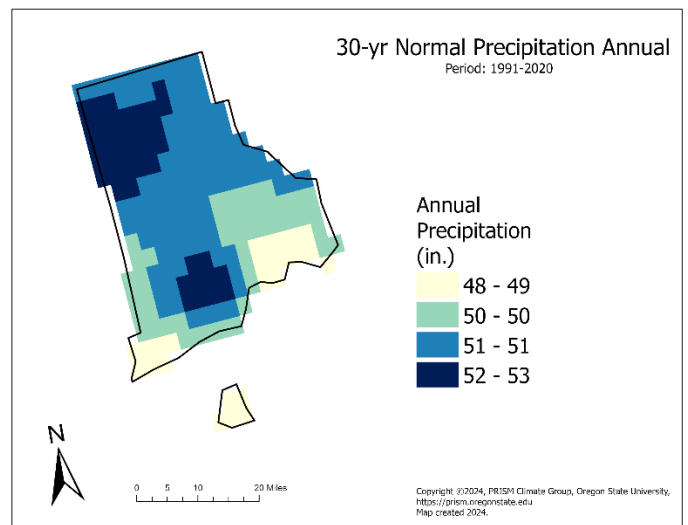 30-yr Normal Precipitation Annual
Period: 1991-2020
Annual
Precipitation
(in.)
48 - 49
50 - 50
51 - 51
52 - 53
N
0 5 10 20 Miles
Copyright ©2024, PRISM Climate Group, Oregon State University,
https://prism.oregonstate.edu
Map created 2024.